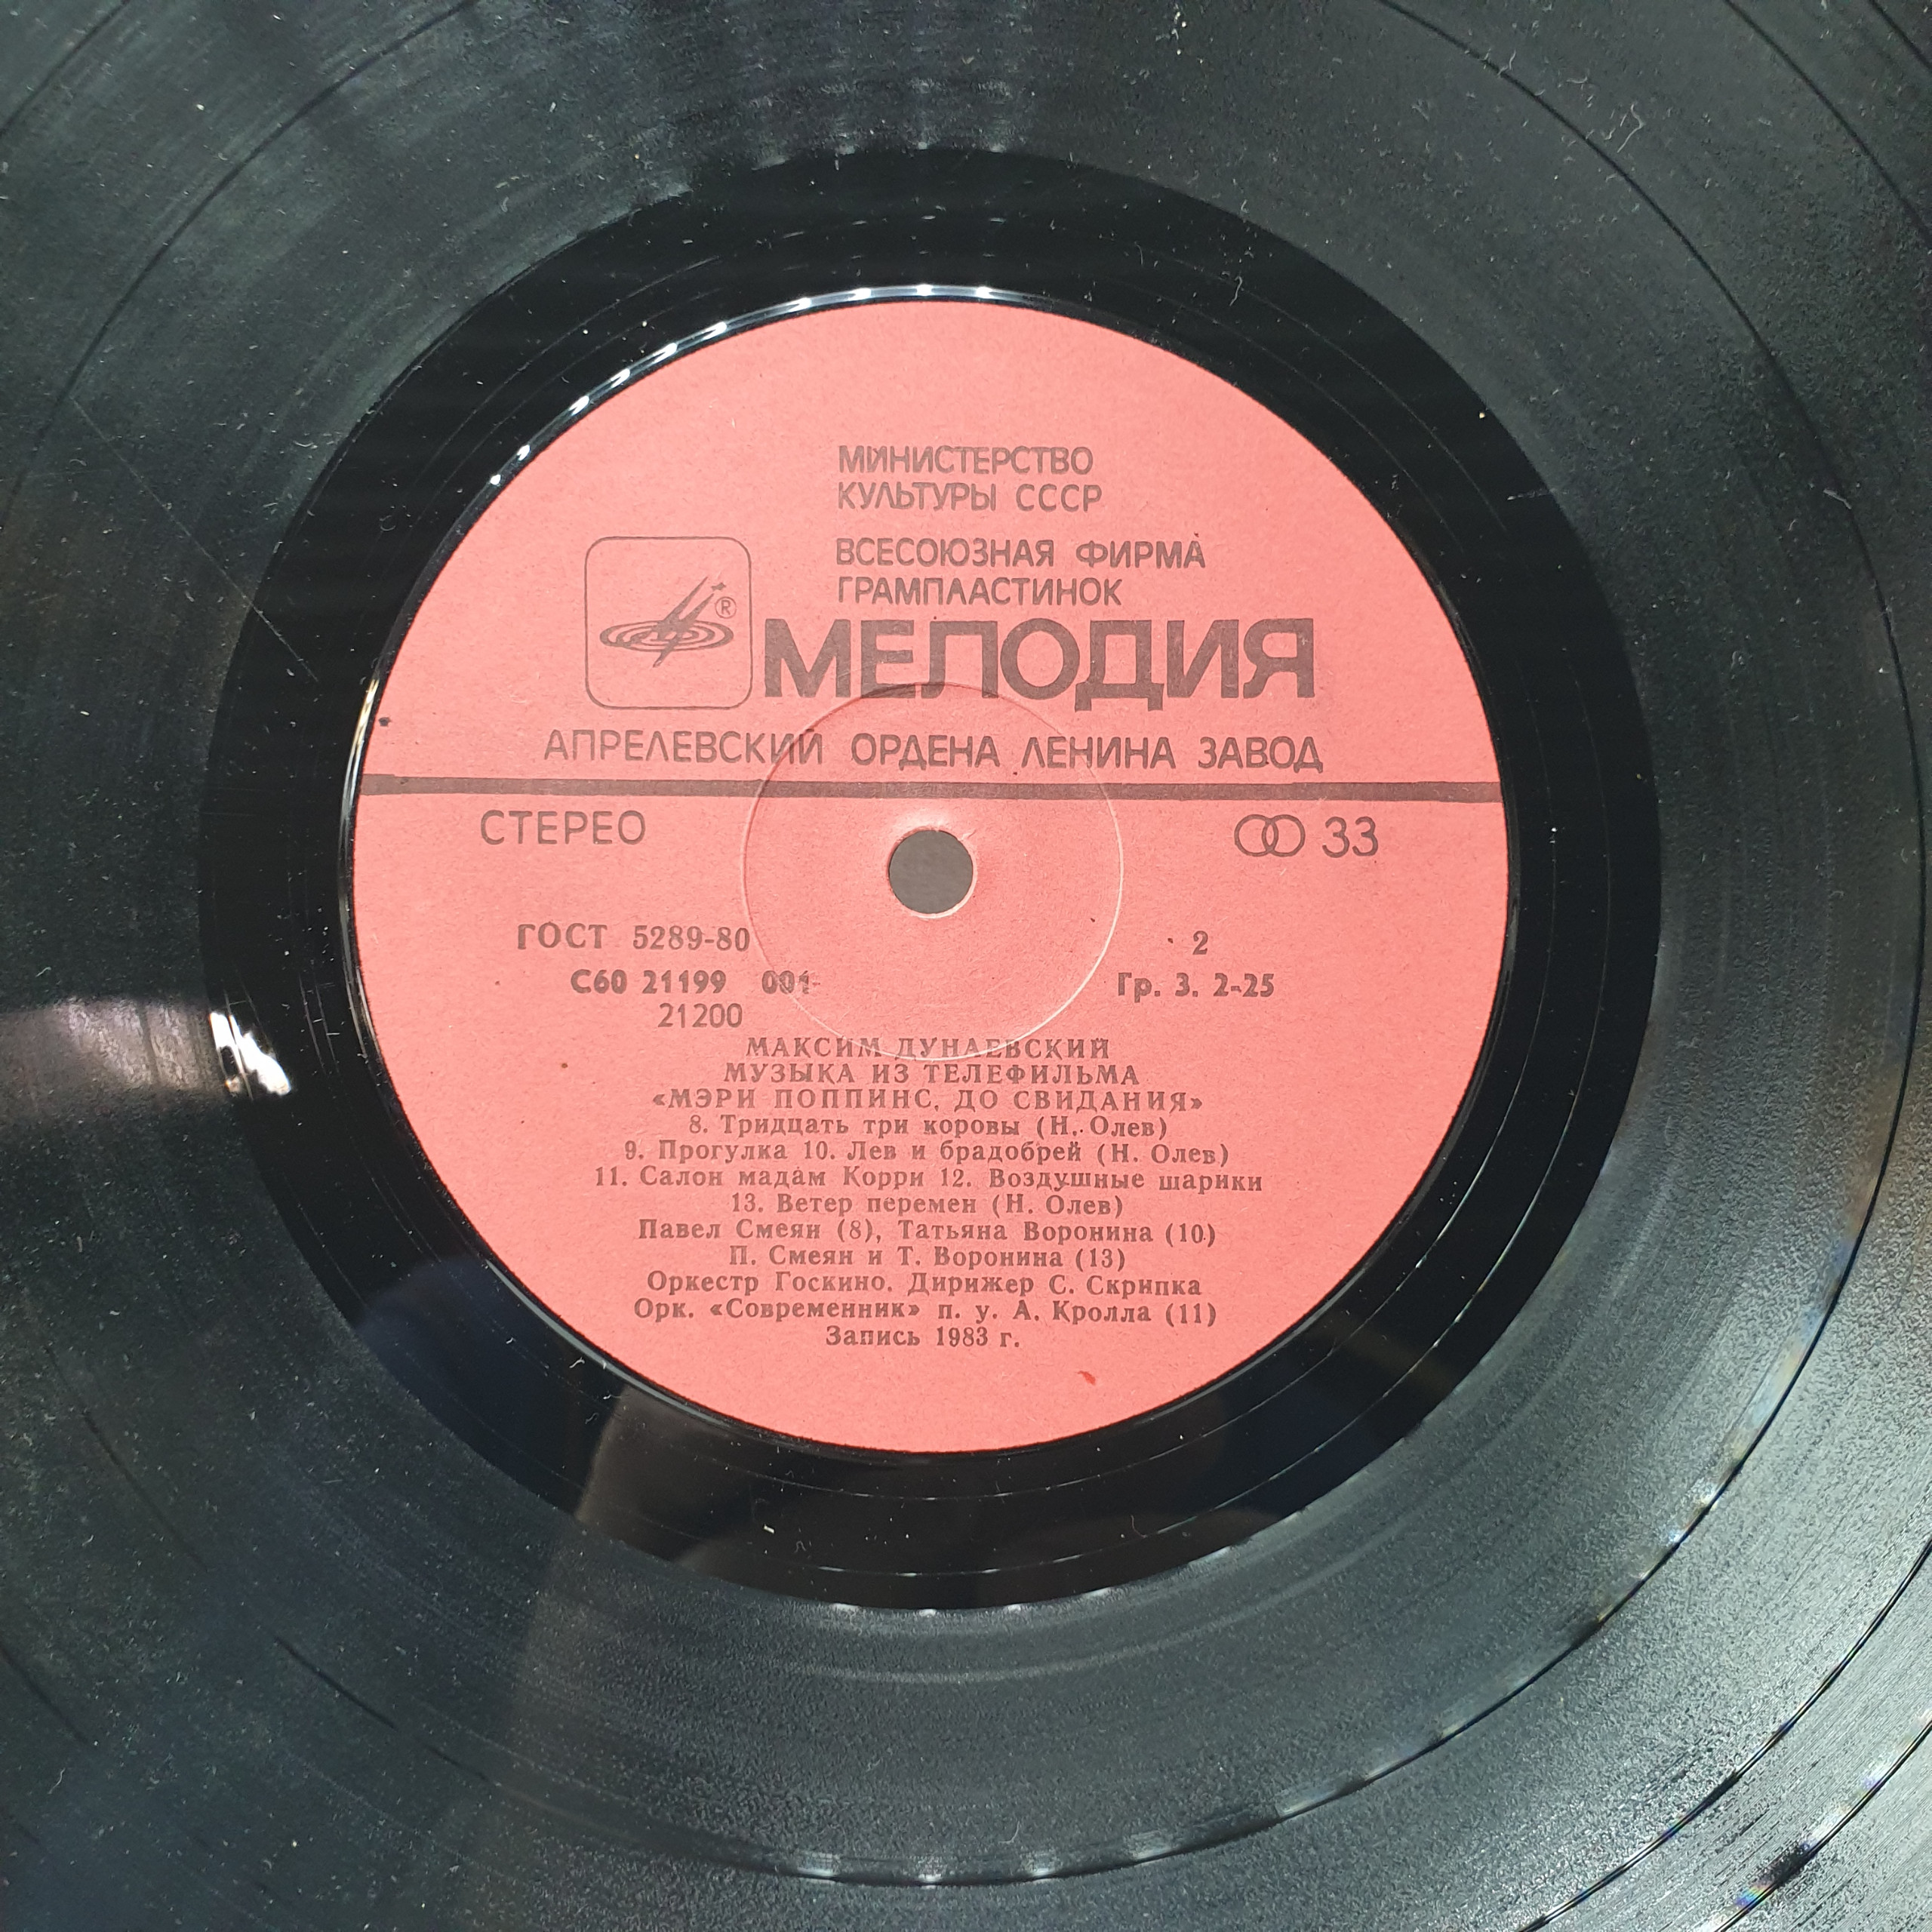 МИНИСТЕРСТВО
КУЛЬТУРЫ СССР
ВСЕСОЮЗНАЯ ФИРМА
ГРАМПЛАСТИНОК
®
МЕЛОДИЯ
АПРЕЛЕВСКИЙ ОРДЕНА ЛЕНИНА ЗАВОД
СТЕРЕО 33
ГОСТ 5289-80 2
С60 21199 001- Гр. 3. 2-25
21200
МАКСИМ ДУНАЕВСКИЙ
МУЗЫКА ИЗ ТЕЛЕФИЛЬМА
«МЭРИ ПОППИНС, ДО СВИДАНИЯ»
8. Тридцать три коровы (Н. Олев)
9. Прогулка 10. Лев и брадобрей (Н. Олев)
11. Салон мадам Корри 12. Воздушные шарики
13. Ветер перемен (Н. Олев)
Павел Смеян (8), Татьяна Воронина (10)
П. Смеян и Т. Воронина (13)
Оркестр Госкино. Дирижер С. Скрипка
Орк. «Современник» п. у. А. Кролла (11)
Запись 1983 г.